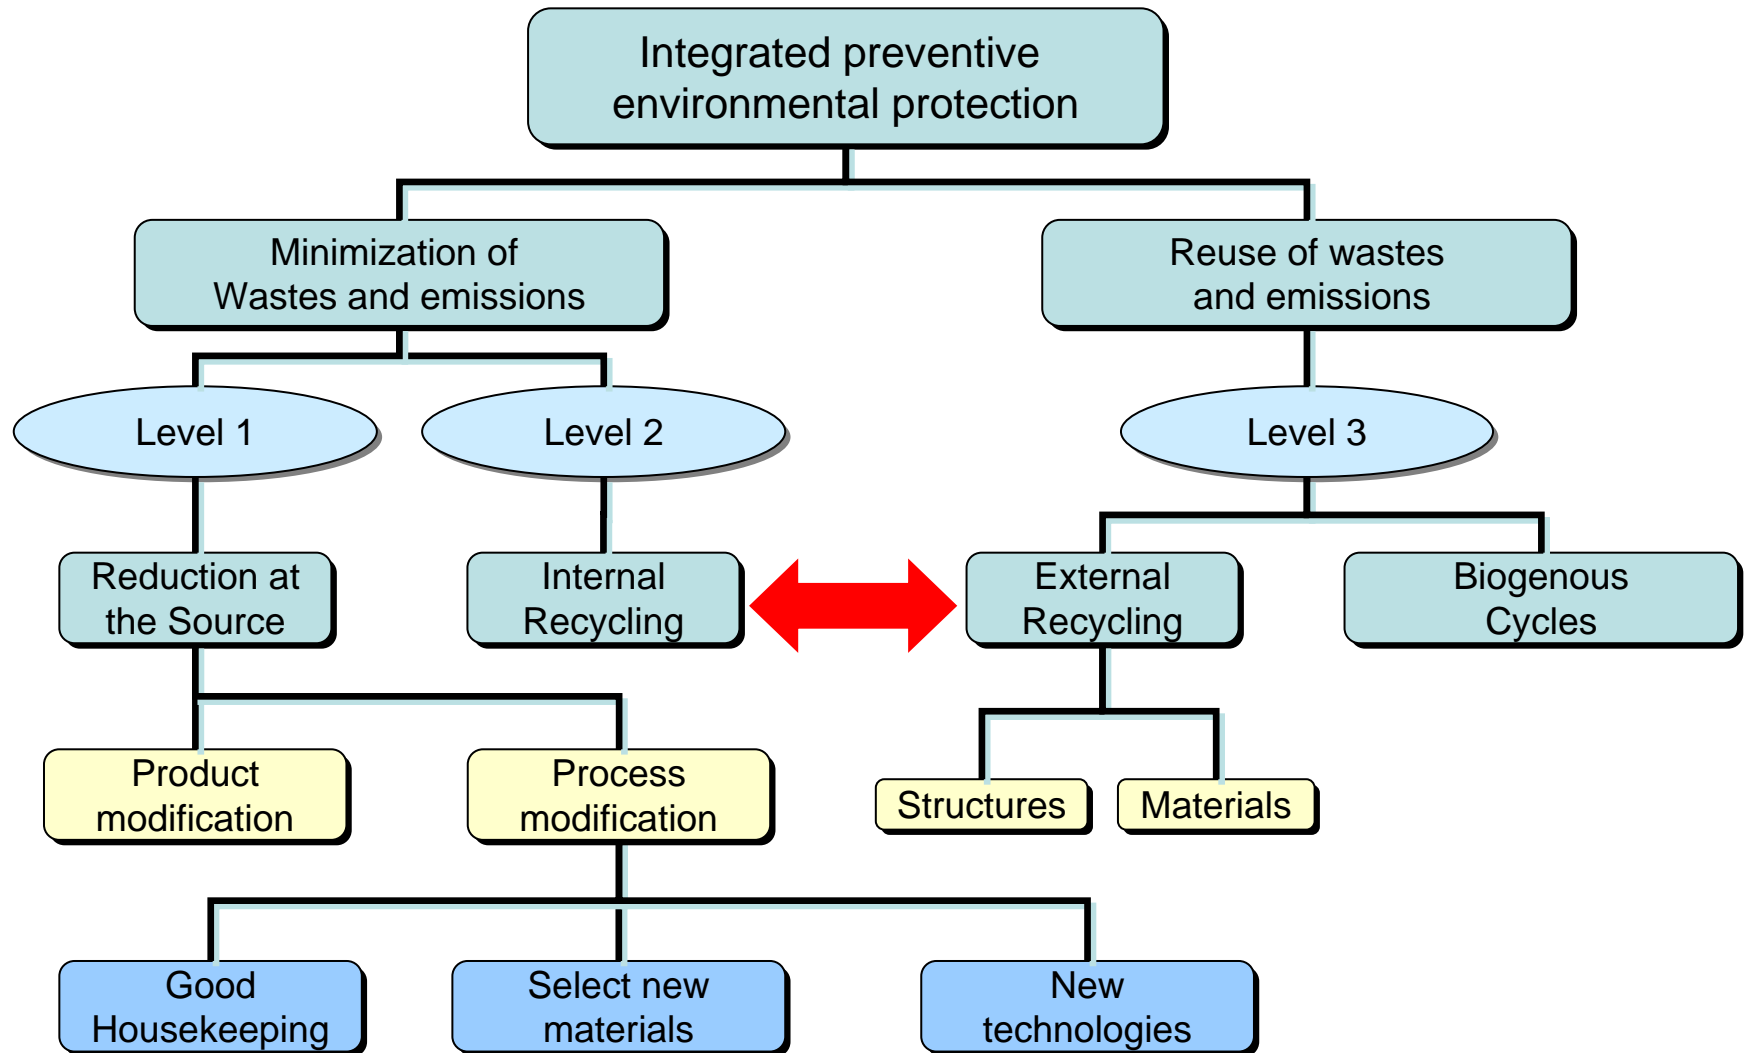 Integrated preventive
environmental protection
Minimization of
Wastes and emissions
Reuse of wastes
and emissions
Level 1
Level 2
Level 3
Reduction at
the Source
Internal
Recycling
External
Recycling
Biogenous
Cycles
Product
modification
Process
modification
Structures
Materials
Good
Housekeeping
Select new
materials
New
technologies